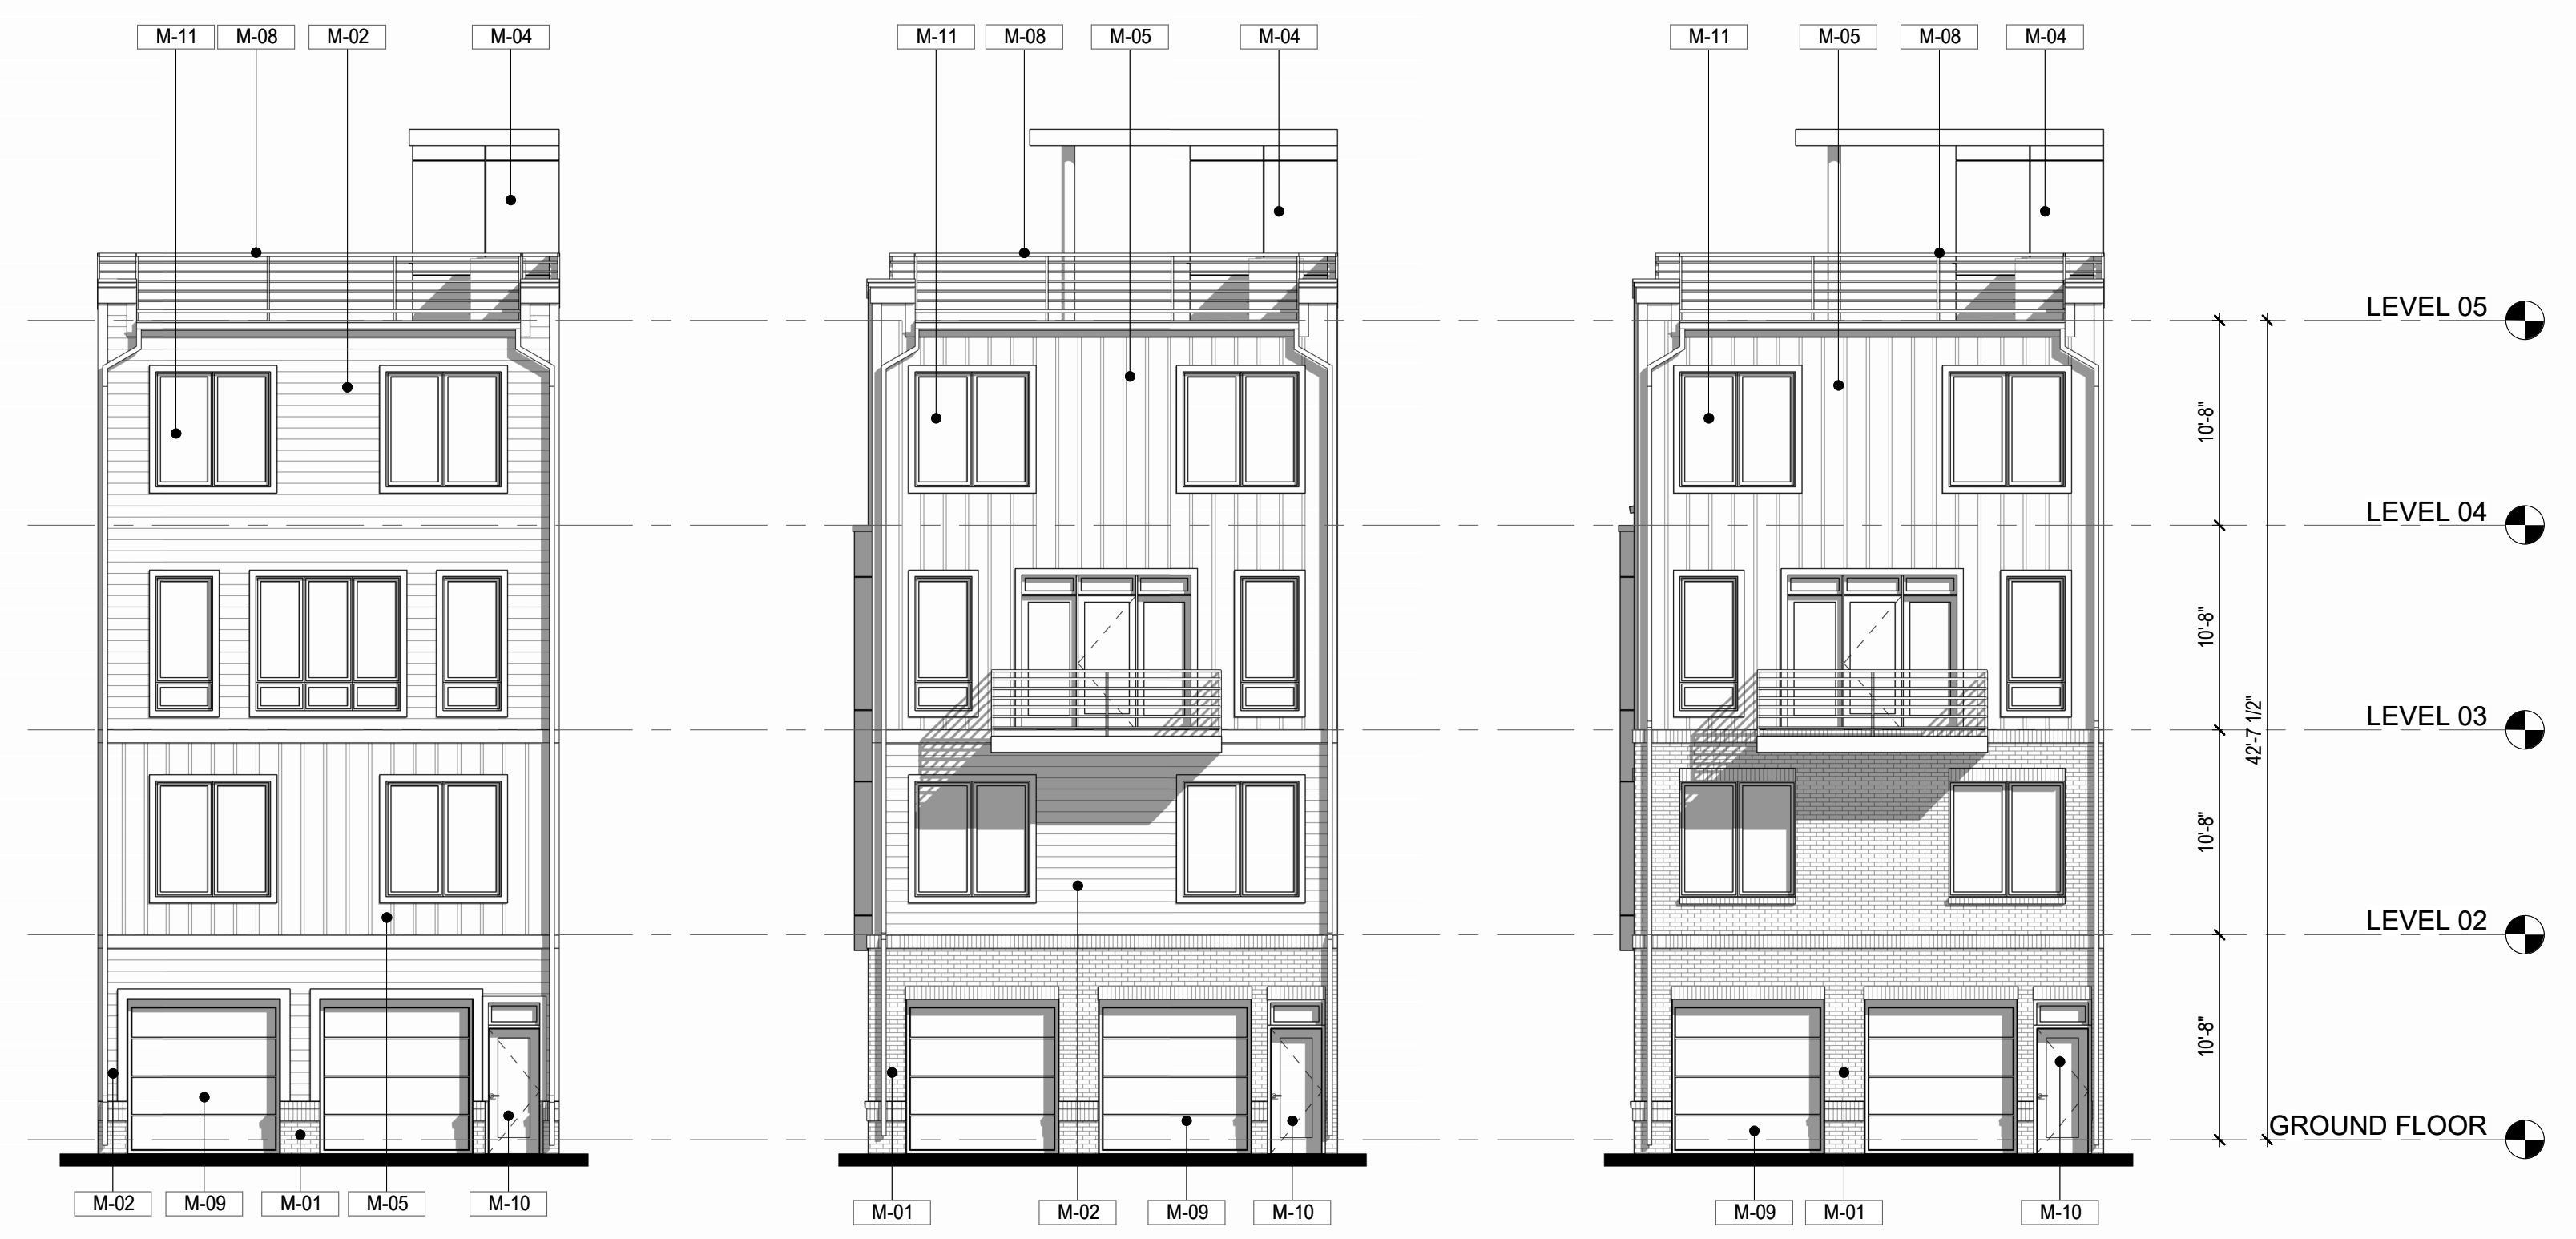 M-11 M-08 M-02 M-04 M-11 M-08 M-05 M-04 M-11 M-05 M-08 M-04
LEVEL 05
10'-8"
LEVEL 04
10'-8"
LEVEL 03
42'-7 1/2"
10'-8"
LEVEL 02
10'-8"
GROUND FLOOR
M-02 M-09 M-01 M-05 M-10 M-01 M-02 M-09 M-10 M-09 M-01 M-10